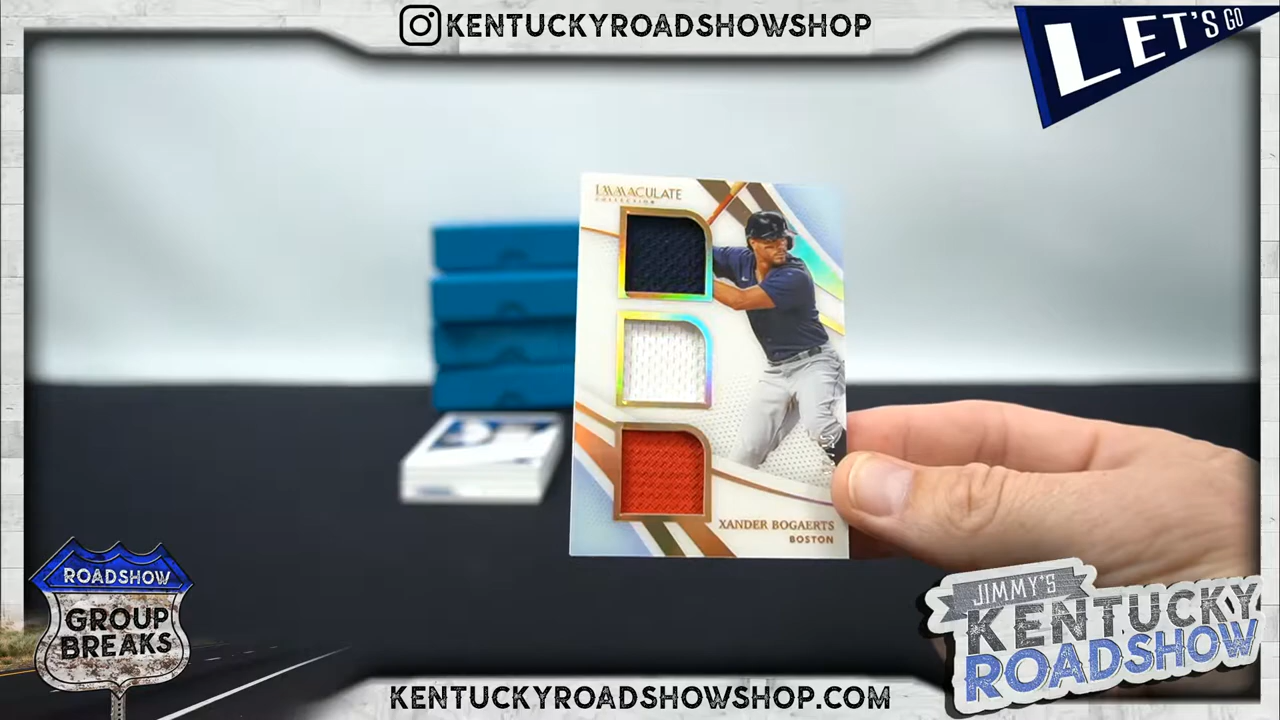 KENTUCKYROADSHOWSHOP
LET'S GO
IMMACULATE
COLLECTION
XANDER BOGAERTS
BOSTON
ROADSHOW
GROUP
BREAKS
JIMMY'S
KENTUCKY
ROADSHOW
KENTUCKYROADSHOWSHOP.COM